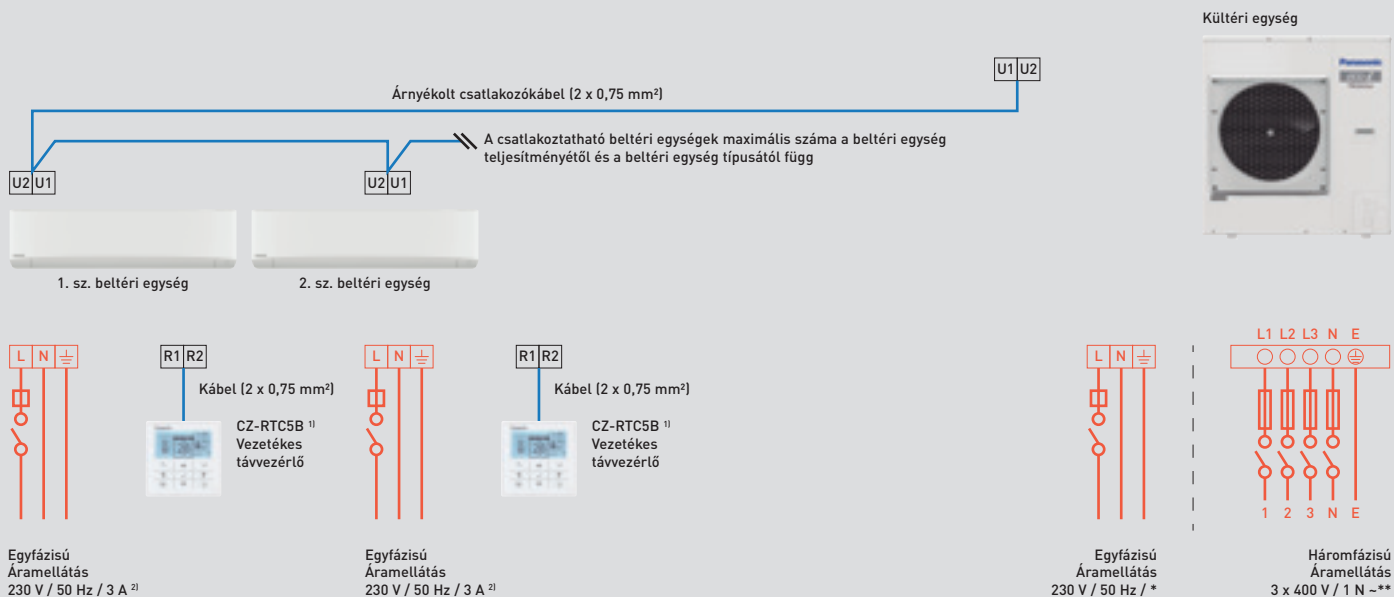 Kültéri egység
Panasonic
U1 U2
Árnyékolt csatlakozókábel (2 x 0,75 mm²)
A csatlakoztatható beltéri egységek maximális száma a beltéri egység
teljesítményétől és a beltéri egység típusától függ
U2 U1
U2 U1
1. sz. beltéri egység
2. sz. beltéri egység
L N
R1 R2
Kábel (2 x 0,75 mm²)
CZ-RTC5B ¹⁾
Vezetékes
távvezérlő
L N
R1 R2
Kábel (2 x 0,75 mm²)
CZ-RTC5B ¹⁾
Vezetékes
távvezérlő
L N
L1 L2 L3 N E
1 2 3 N E
Egyfázisú
Áramellátás
230 V / 50 Hz / 3 A ²⁾
Egyfázisú
Áramellátás
230 V / 50 Hz / 3 A ²⁾
Egyfázisú
Áramellátás
230 V / 50 Hz / *
Háromfázisú
Áramellátás
3 x 400 V / 1 N ~**